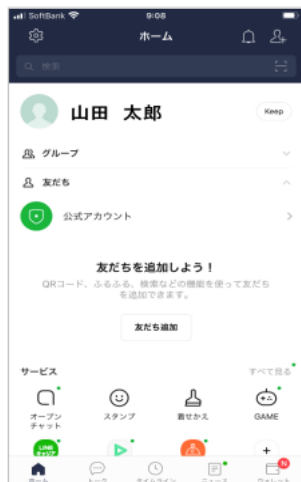 SoftBank 9:08
ホーム
検索
山田 太郎
Keep
グループ
友だち
公式アカウント
友だちを追加しよう！
QRコード、ふるふる、検索などの機能を使って友だち
を追加できます。
友だち追加
サービス
すべて見る
オープン
チャット
スタンプ
着せかえ
GAME
ホーム
トーク
タイムライン
ニュース
ウォレット
N